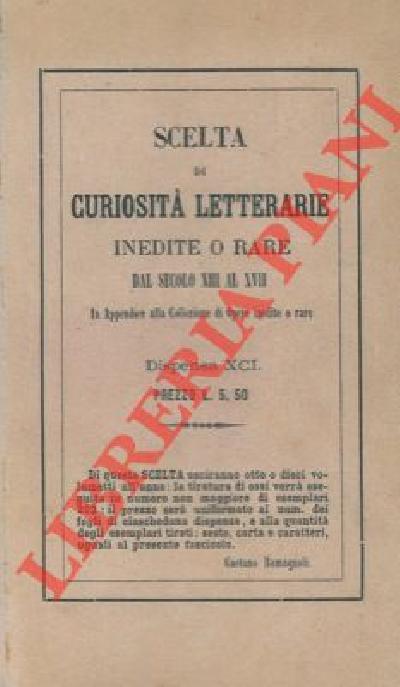 SCELTA
DI
CURIOSITÀ LETTERARIE
INEDITE O RARE
DAL SECOLO XIII AL XVII
In Appendice alla Collezione di Opere inedite o rare
Dispensa XCI.
PREZZO L. 5, 50
Di questa SCELTA usciranno otto o dieci vo-
lumetti all'anno: la tiratura di essi verrà ese-
guita in numero non maggiore di esemplari
202: il prezzo sarà uniformato al num. dei
fogli di ciascheduna dispensa, e alla quantità
degli esemplari tirati: sesto, carta e caratteri,
uguali al presente fascicolo.
Gaetano Romagnoli.
LIBRERIA PIANI